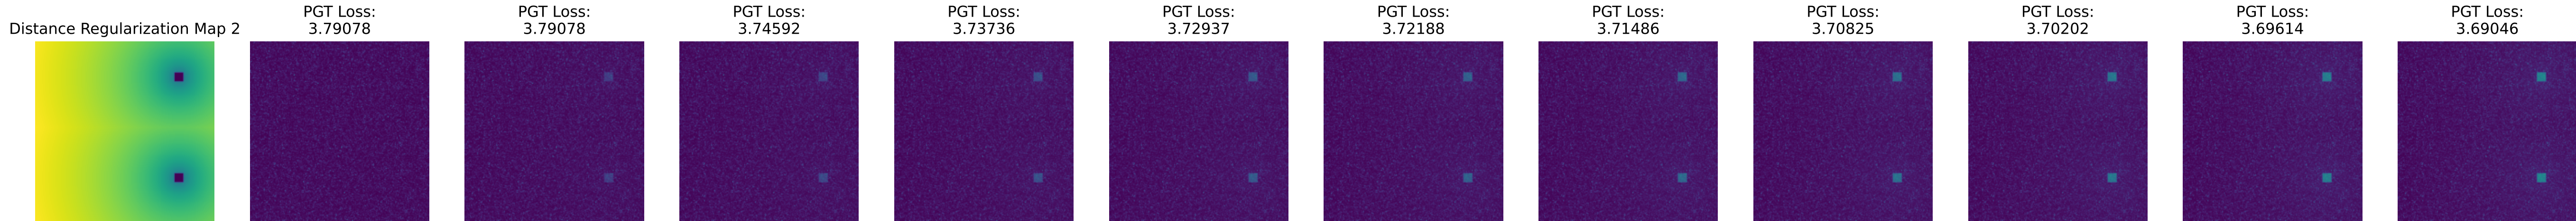 Distance Regularization Map 2
PGT Loss:
3.79078
PGT Loss:
3.79078
PGT Loss:
3.74592
PGT Loss:
3.73736
PGT Loss:
3.72937
PGT Loss:
3.72188
PGT Loss:
3.71486
PGT Loss:
3.70825
PGT Loss:
3.70202
PGT Loss:
3.69614
PGT Loss:
3.69046